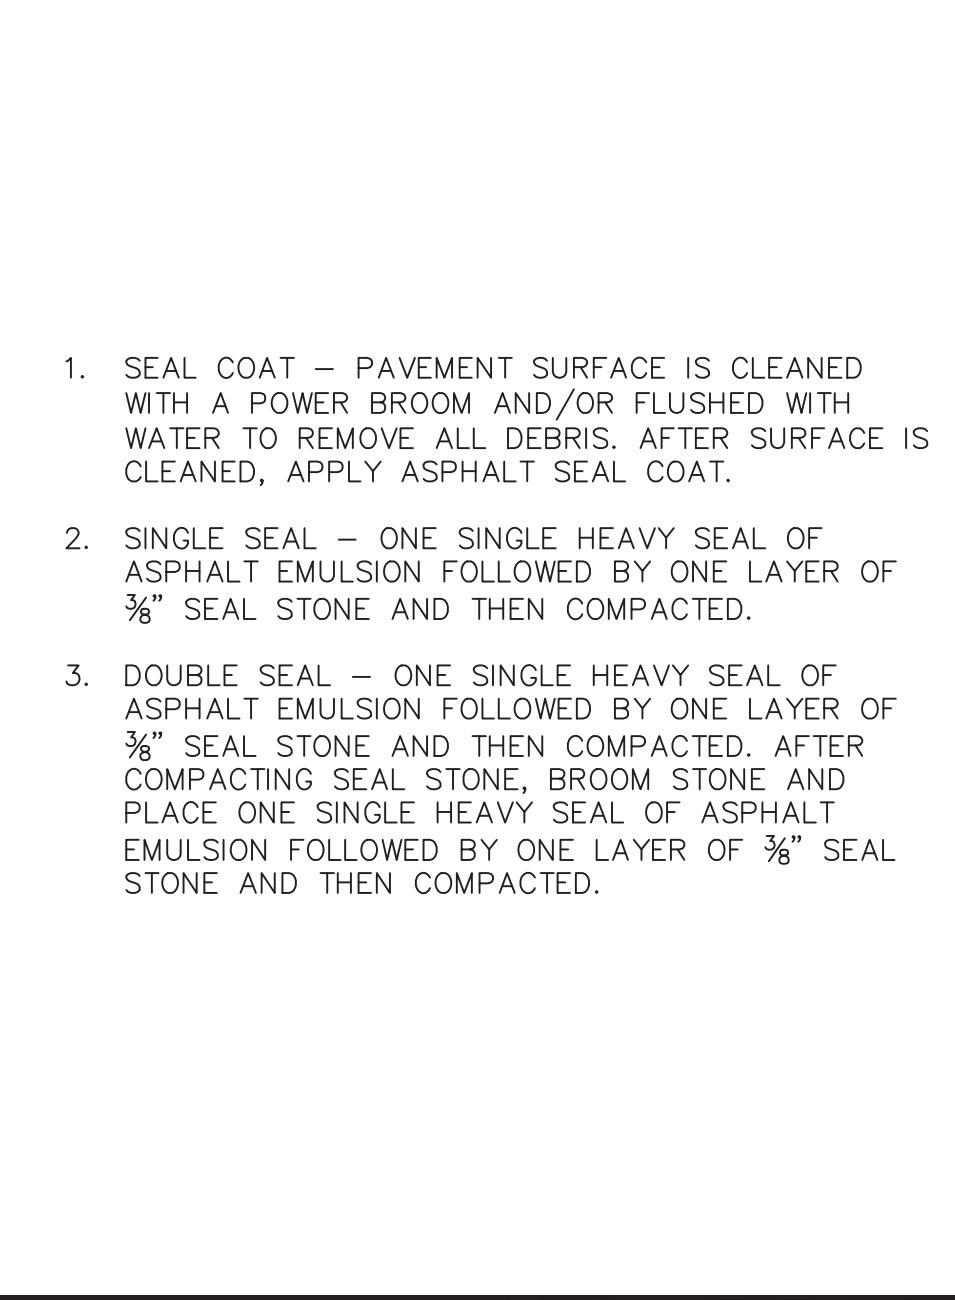 1. SEAL COAT – PAVEMENT SURFACE IS CLEANED
WITH A POWER BROOM AND/OR FLUSHED WITH
WATER TO REMOVE ALL DEBRIS. AFTER SURFACE IS
CLEANED, APPLY ASPHALT SEAL COAT.
2. SINGLE SEAL – ONE SINGLE HEAVY SEAL OF
ASPHALT EMULSION FOLLOWED BY ONE LAYER OF
⅜” SEAL STONE AND THEN COMPACTED.
3. DOUBLE SEAL – ONE SINGLE HEAVY SEAL OF
ASPHALT EMULSION FOLLOWED BY ONE LAYER OF
⅜” SEAL STONE AND THEN COMPACTED. AFTER
COMPACTING SEAL STONE, BROOM STONE AND
PLACE ONE SINGLE HEAVY SEAL OF ASPHALT
EMULSION FOLLOWED BY ONE LAYER OF ⅜” SEAL
STONE AND THEN COMPACTED.